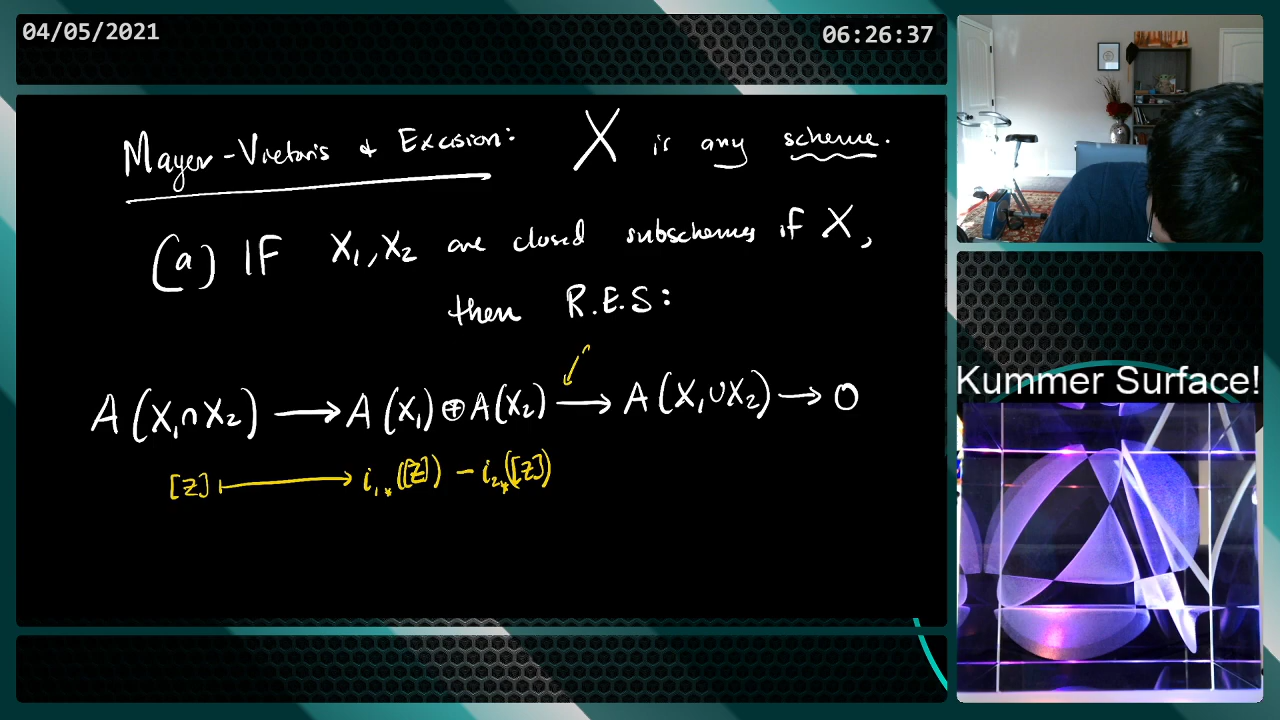 04/05/2021
06:26:37
Mayer-Vietoris & Excision: X is any scheme.
(a) IF X₁, X₂ are closed subschemes if X,
then R.E.S:
A(X₁∩X₂) ⟶ A(X₁) ⊕ A(X₂) ⟶ A(X₁∪X₂) ⟶ 0
[Z] ⟼ i₁*([Z]) - i₂*([Z])
Kummer Surface!